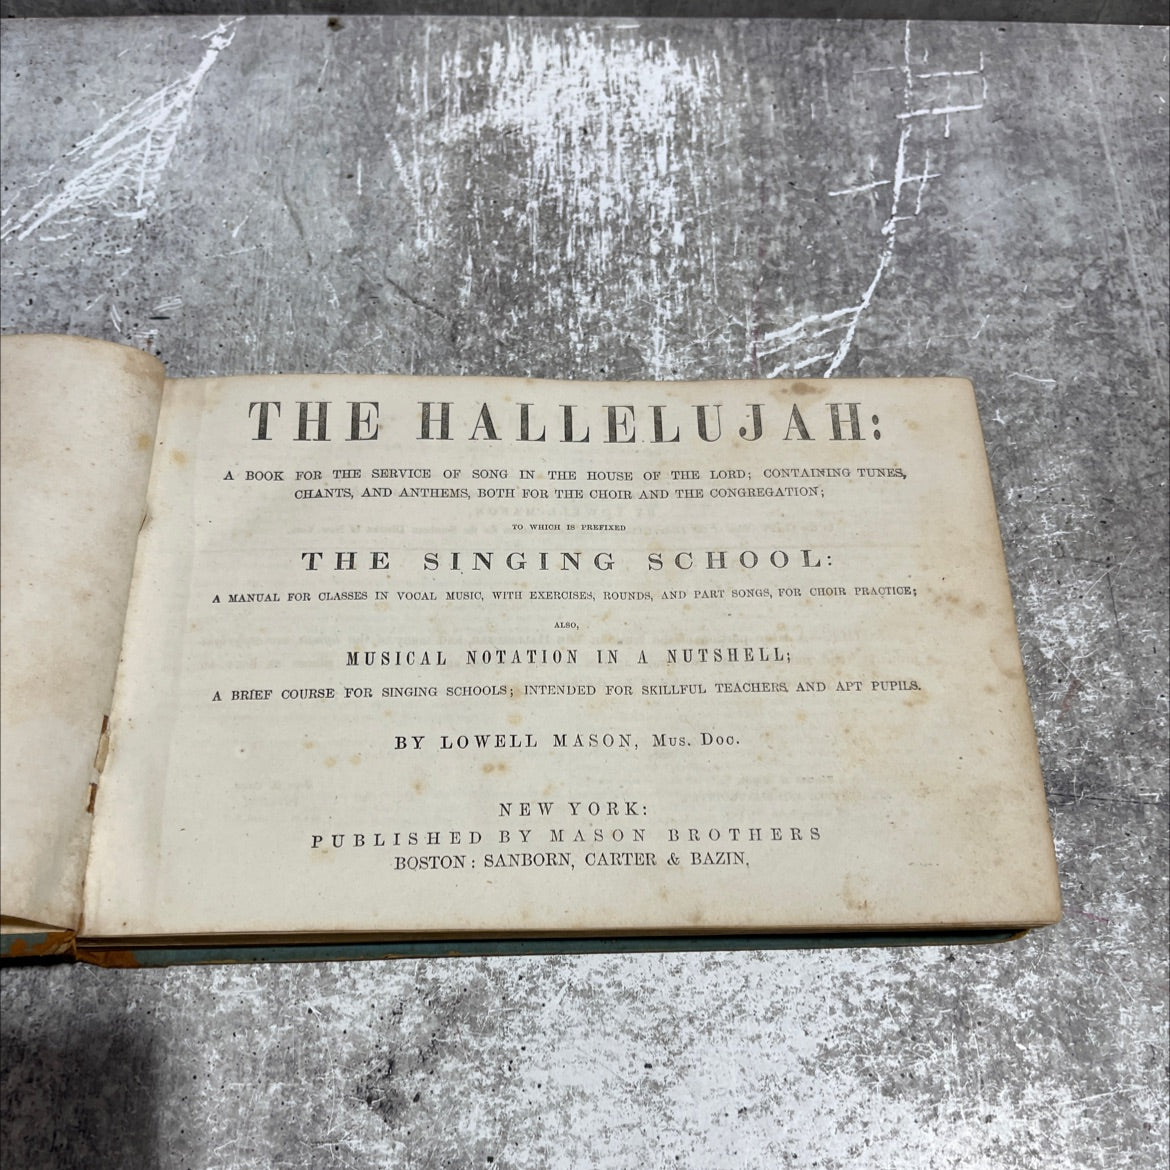 THE HALLELUJAH:
A BOOK FOR THE SERVICE OF SONG IN THE HOUSE OF THE LORD; CONTAINING TUNES,
CHANTS, AND ANTHEMS, BOTH FOR THE CHOIR AND THE CONGREGATION;
TO WHICH IS PREFIXED
THE SINGING SCHOOL:
A MANUAL FOR CLASSES IN VOCAL MUSIC, WITH EXERCISES, ROUNDS, AND PART SONGS, FOR CHOIR PRACTICE;
ALSO,
MUSICAL NOTATION IN A NUTSHELL;
A BRIEF COURSE FOR SINGING SCHOOLS; INTENDED FOR SKILLFUL TEACHERS AND APT PUPILS.
BY LOWELL MASON, Mus. Doc.
NEW YORK:
PUBLISHED BY MASON BROTHERS
BOSTON: SANBORN, CARTER & BAZIN,